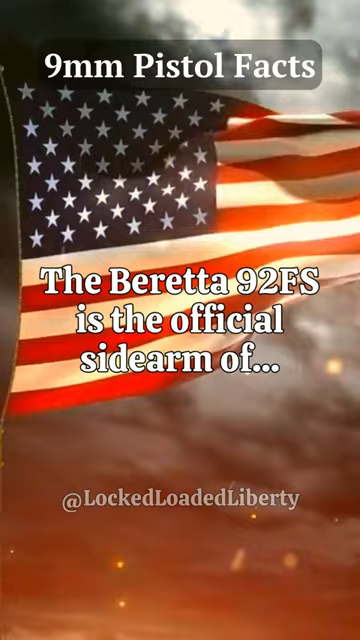 9mm Pistol Facts
The Beretta 92FS
is the official
sidearm of...
@LockedLoadedLiberty